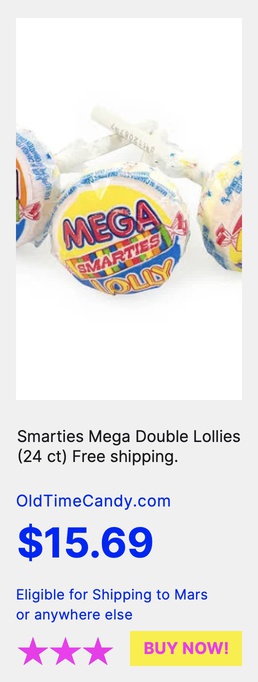 MEGA
SMARTIES
LOLLY
Smarties Mega Double Lollies
(24 ct) Free shipping.
OldTimeCandy.com
$15.69
Eligible for Shipping to Mars
or anywhere else
BUY NOW!